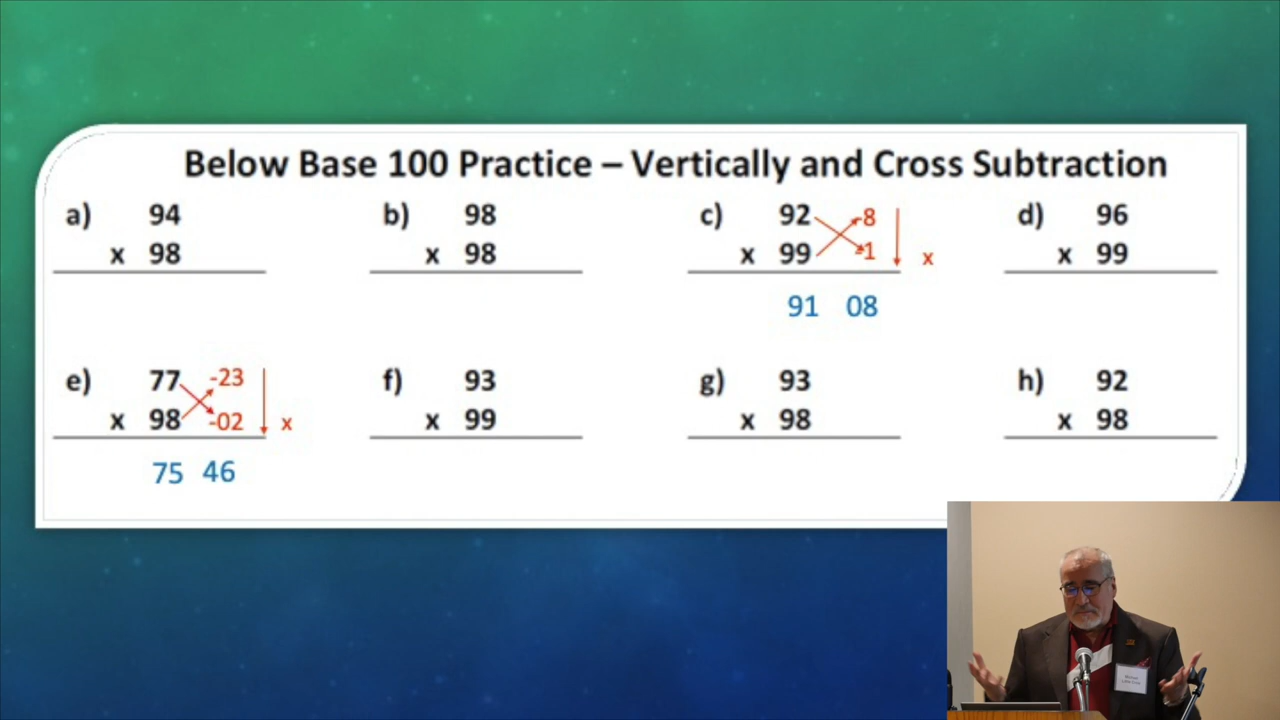 Below Base 100 Practice – Vertically and Cross Subtraction
a) 94
x 98
b) 98
x 98
c) 92 -8
x 99 -1 x
91 08
d) 96
x 99
e) 77 -23
x 98 -02 x
75 46
f) 93
x 99
g) 93
x 98
h) 92
x 98